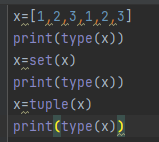 x=[1,2,3,1,2,3]
print(type(x))
x=set(x)
print(type(x))
x=tuple(x)
print(type(x))